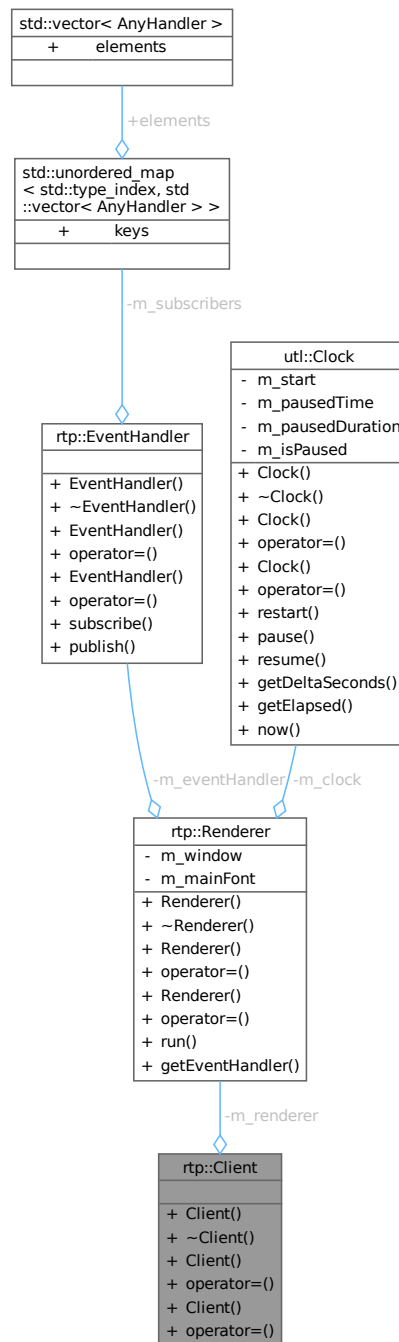 std::vector< AnyHandler >
+ elements
+elements
std::unordered_map
< std::type_index, std
::vector< AnyHandler > >
+ keys
-m_subscribers
rtp::EventHandler
+ EventHandler()
+ ~EventHandler()
+ EventHandler()
+ operator=()
+ EventHandler()
+ operator=()
+ subscribe()
+ publish()
utl::Clock
- m_start
- m_pausedTime
- m_pausedDuration
- m_isPaused
+ Clock()
+ ~Clock()
+ Clock()
+ operator=()
+ Clock()
+ operator=()
+ restart()
+ pause()
+ resume()
+ getDeltaSeconds()
+ getElapsed()
+ now()
-m_eventHandler
-m_clock
rtp::Renderer
- m_window
- m_mainFont
+ Renderer()
+ ~Renderer()
+ Renderer()
+ operator=()
+ Renderer()
+ operator=()
+ run()
+ getEventHandler()
-m_renderer
rtp::Client
+ Client()
+ ~Client()
+ Client()
+ operator=()
+ Client()
+ operator=()